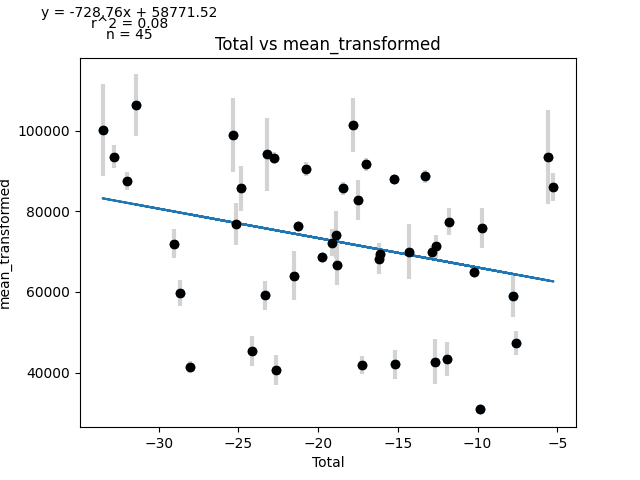 y = -728.76x + 58771.52
r^2 = 0.08
n = 45
Total vs mean_transformed
100000
80000
60000
40000
mean_transformed
−30
−25
−20
−15
−10
−5
Total